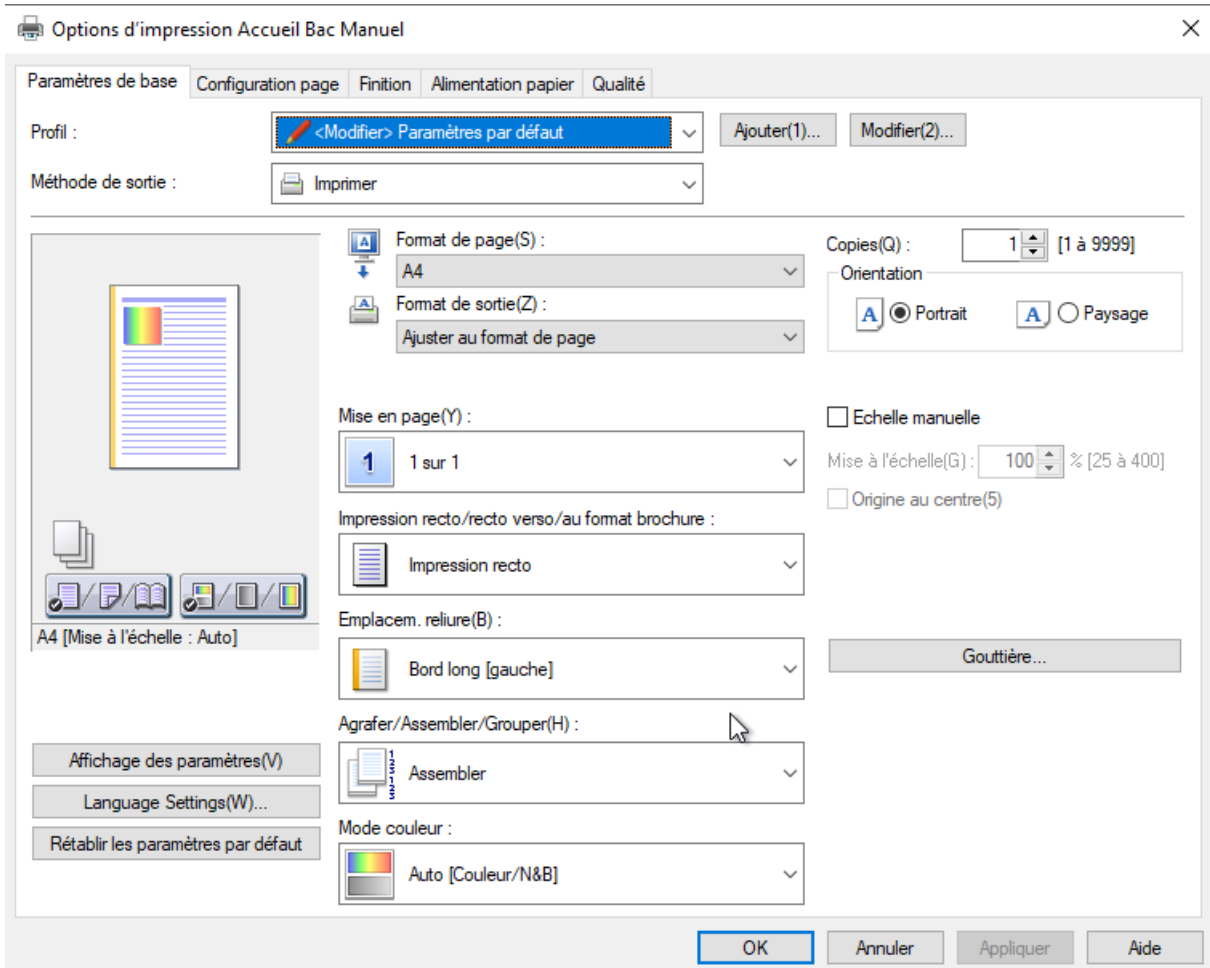 Options d'impression Accueil Bac Manuel
Paramètres de base Configuration page Finition Alimentation papier Qualité
Profil : <Modifier> Paramètres par défaut Ajouter(1)... Modifier(2)...
Méthode de sortie : Imprimer
Format de page(S) :
A4
Format de sortie(Z) :
Ajuster au format de page
Copies(Q) : 1 [1 à 9999]
Orientation
A Portrait A Paysage
Mise en page(Y) :
1 1 sur 1
Echelle manuelle
Mise à l'échelle(G) : 100 % [25 à 400]
Origine au centre(5)
Impression recto/recto verso/au format brochure :
Impression recto
A4 [Mise à l'échelle : Auto]
Emplacem. reliure(B) :
Bord long [gauche]
Gouttière...
Agrafer/Assembler/Grouper(H) :
Assembler
Mode couleur :
Auto [Couleur/N&B]
Affichage des paramètres(V)
Language Settings(W)...
Rétablir les paramètres par défaut
OK Annuler Appliquer Aide